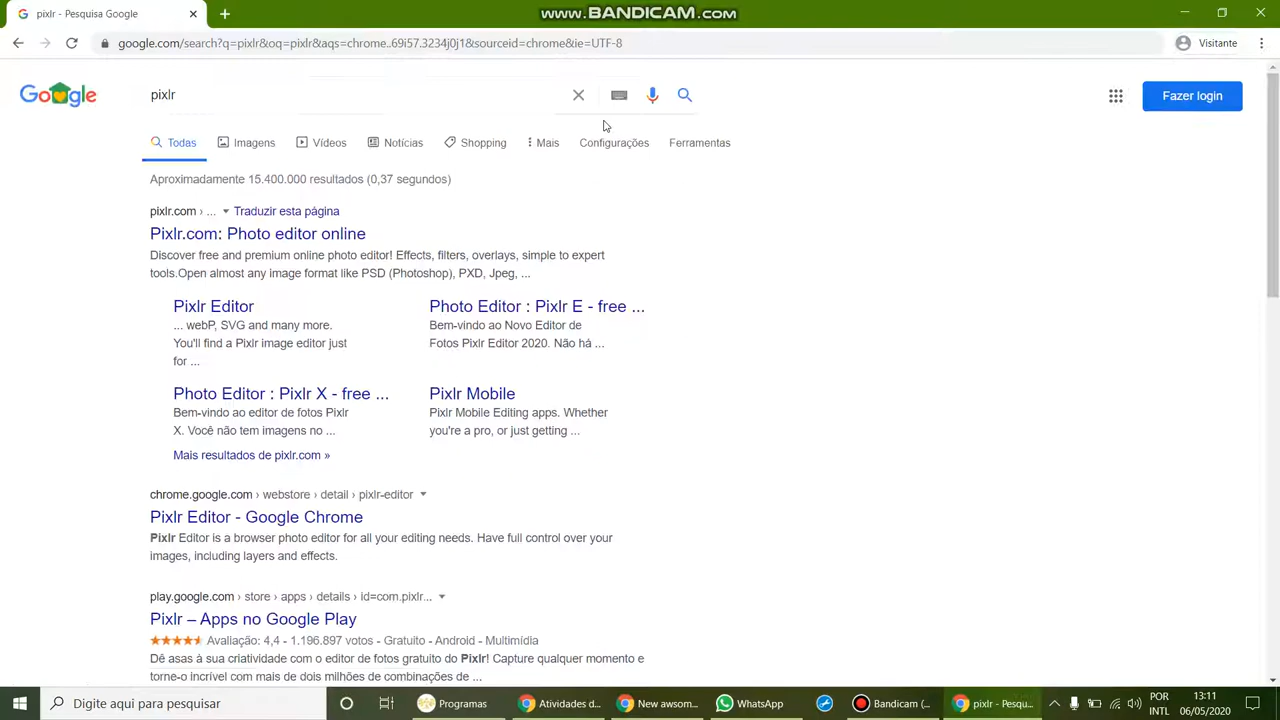 www.BANDICAM.com
pixlr - Pesquisa Google
google.com/search?q=pixlr&oq=pixlr&aqs=chrome..69i57.3234j0j1&sourceid=chrome&ie=UTF-8
Visitante
Google
pixlr
Fazer login
Todas Imagens Vídeos Notícias Shopping Mais Configurações Ferramentas
Aproximadamente 15.400.000 resultados (0,37 segundos)
pixlr.com › ... Traduzir esta página
Pixlr.com: Photo editor online
Discover free and premium online photo editor! Effects, filters, overlays, simple to expert
tools.Open almost any image format like PSD (Photoshop), PXD, Jpeg, ...
Pixlr Editor
... webP, SVG and many more.
You'll find a Pixlr image editor just
for ...
Photo Editor : Pixlr E - free ...
Bem-vindo ao Novo Editor de
Fotos Pixlr Editor 2020. Não há ...
Photo Editor : Pixlr X - free ...
Bem-vindo ao editor de fotos Pixlr
X. Você não tem imagens no ...
Pixlr Mobile
Pixlr Mobile Editing apps. Whether
you're a pro, or just getting ...
Mais resultados de pixlr.com »
chrome.google.com › webstore › detail › pixlr-editor
Pixlr Editor - Google Chrome
Pixlr Editor is a browser photo editor for all your editing needs. Have full control over your
images, including layers and effects.
play.google.com › store › apps › details › id=com.pixlr...
Pixlr – Apps no Google Play
Avaliação: 4,4 - 1.196.897 votos - Gratuito - Android - Multimídia
Dê asas à sua criatividade com o editor de fotos gratuito do Pixlr! Capture qualquer momento e
torne-o incrível com mais de dois milhões de combinações de ...
Digite aqui para pesquisar
Programas
Atividades d...
New awsom...
WhatsApp
Bandicam (...
pixlr - Pesqu...
POR
PTB2
13:11
06/05/2020